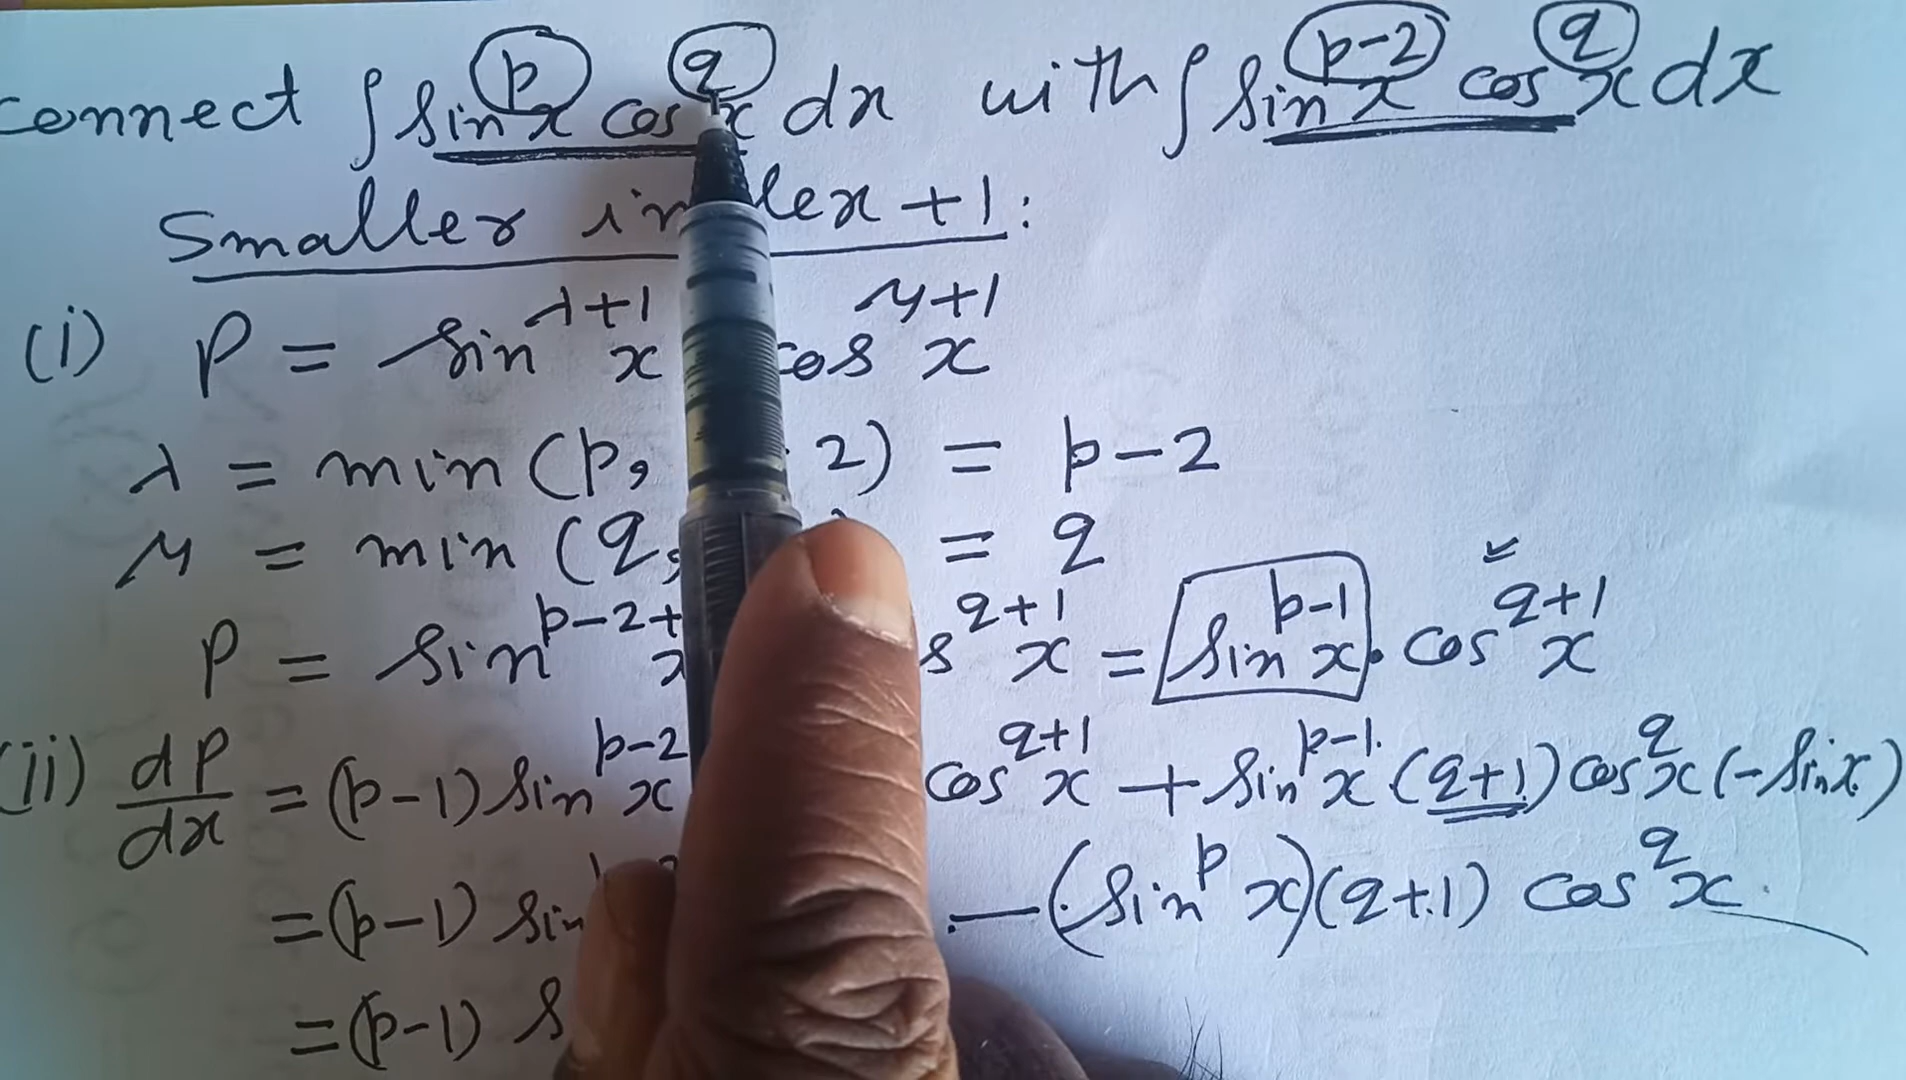 connect ∫ sin^p x cos^q x dx with ∫ sin^(p-2) x cos^q x dx
Smaller index +1:
(i) P = sin^(λ+1) x cos^(μ+1) x
λ = min (p, 2) = p-2
μ = min (q, = q
P = sin^(p-2+ x s^(q+1) x = sin^(p-1) x . cos^(q+1) x
(ii) dP/dx = (p-1) sin^(p-2) x cos^(q+1) x + sin^(p-1) x (q+1) cos^q x (-sin x)
= (p-1) sin - (sin^p x)(q+1) cos^q x
= (p-1) s